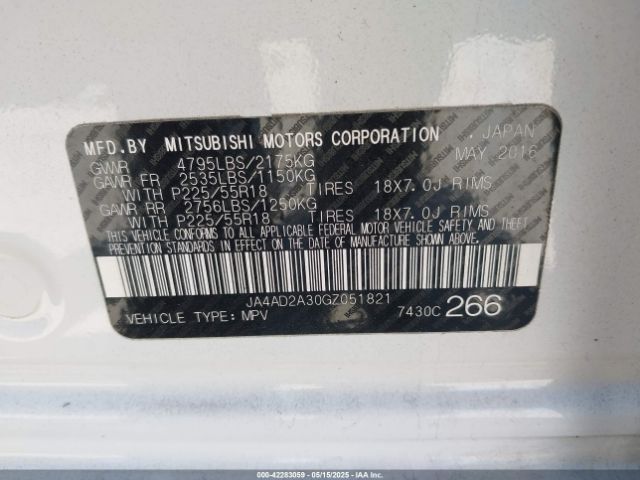 MFD.BY MITSUBISHI MOTORS CORPORATION . JAPAN
GVWR 4795LBS/2175KG MAY 2016
GAWR FR 2535LBS/1150KG
WITH P225/55R18 TIRES 18X7.0J RIMS
GAWR RR 2756LBS/1250KG
WITH P225/55R18 TIRES 18X7.0J RIMS
THIS VEHICLE CONFORMS TO ALL APPLICABLE FEDERAL MOTOR VEHICLE SAFETY AND THEFT
PREVENTION STANDARDS IN EFFECT ON THE DATE OF MANUFACTURE SHOWN ABOVE.
JA4AD2A30GZ051821
VEHICLE TYPE: MPV 7430C 266
000-42283059 - 05/15/2025 - IAAI.COM